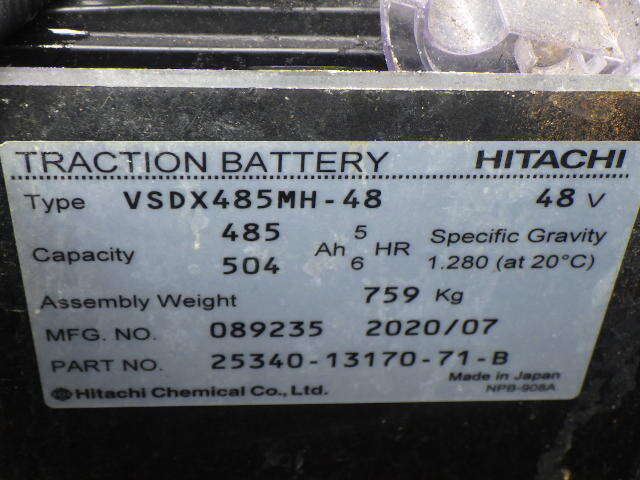 TRACTION BATTERY HITACHI
Type VSDX485MH-48 48 V
Capacity 485 Ah 5 HR Specific Gravity
504 6 1.280 (at 20°C)
Assembly Weight 759 Kg
MFG. NO. 089235 2020/07
PART NO. 25340-13170-71-B
Made in Japan
Hitachi Chemical Co., Ltd. NPB-908A